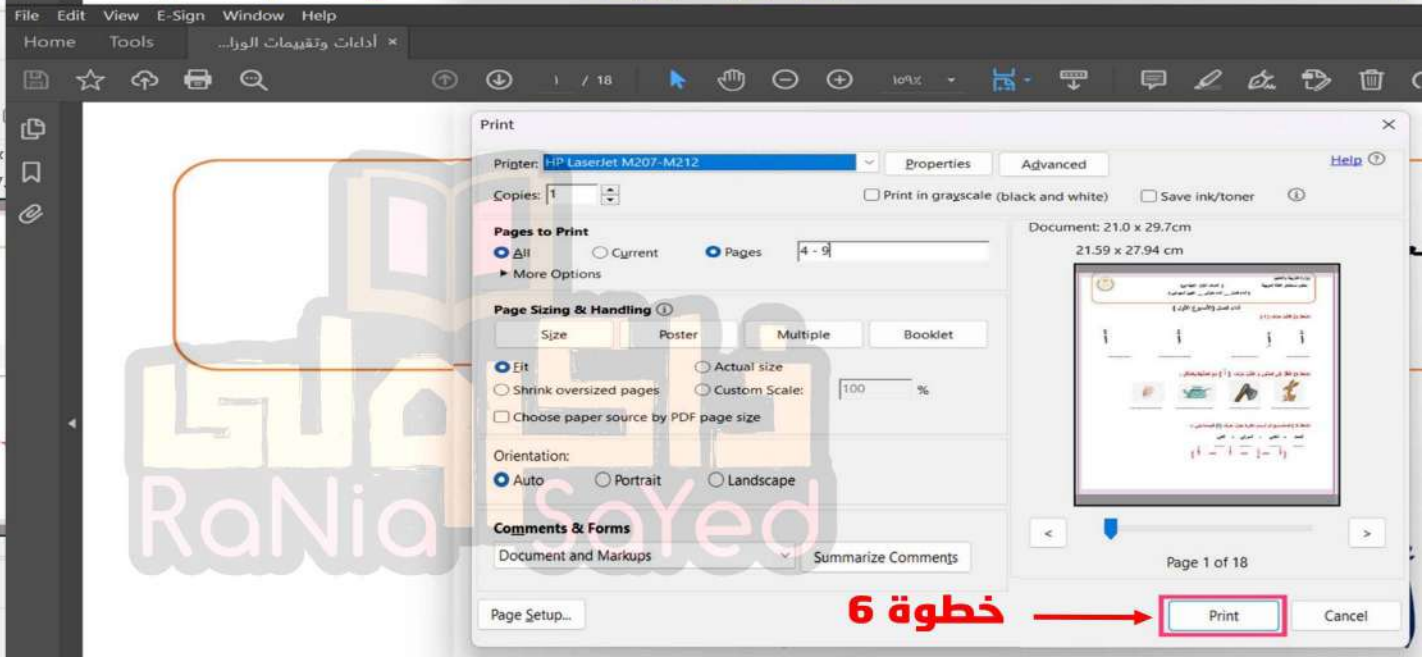 File Edit View E-Sign Window Help
Home Tools أداءات وتقييمات الوزا... ×
١ / 18 ١٠٩٪
Print ×
Printer: HP LaserJet M207-M212 Properties Advanced Help
Copies: 1 Print in grayscale (black and white) Save ink/toner
Pages to Print
All Current Pages 4 - 9
More Options
Page Sizing & Handling
Size Poster Multiple Booklet
Fit Actual size
Shrink oversized pages Custom Scale: 100 %
Choose paper source by PDF page size
Orientation:
Auto Portrait Landscape
Comments & Forms
Document and Markups Summarize Comments
Page Setup...
Document: 21.0 x 29.7cm
21.59 x 27.94 cm
< >
Page 1 of 18
خطوة 6
Print Cancel
ذاكرولي
RaNia SaYed